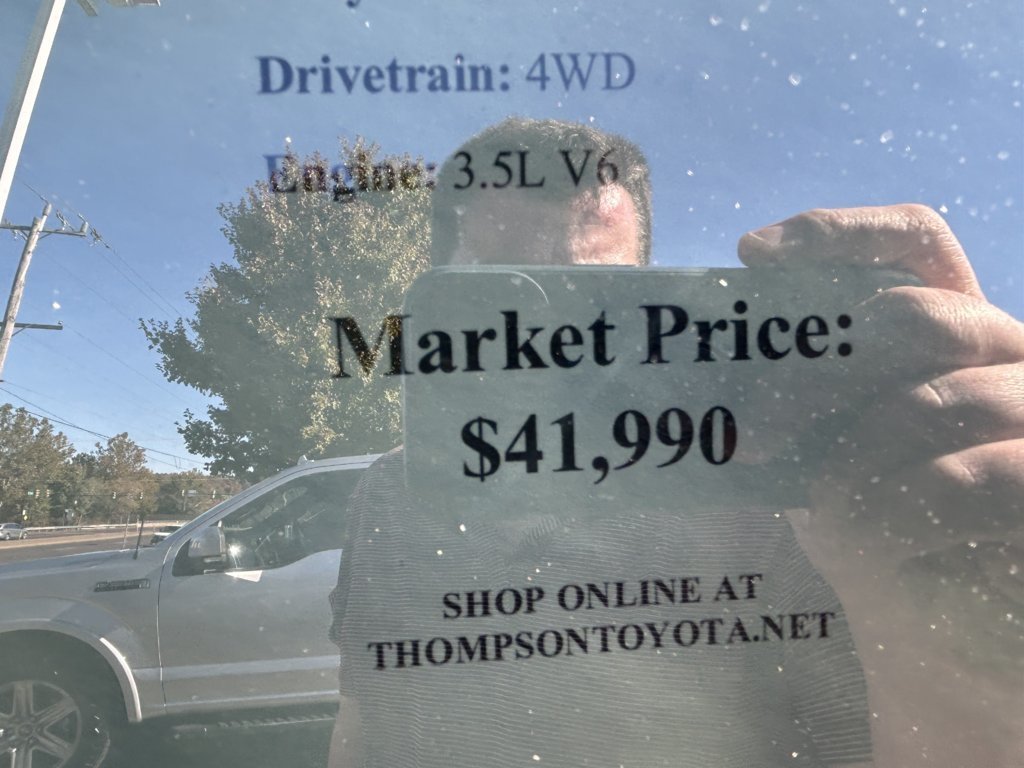 Drivetrain: 4WD
Engine: 3.5L V6
Market Price:
$41,990
SHOP ONLINE AT
THOMPSONTOYOTA.NET